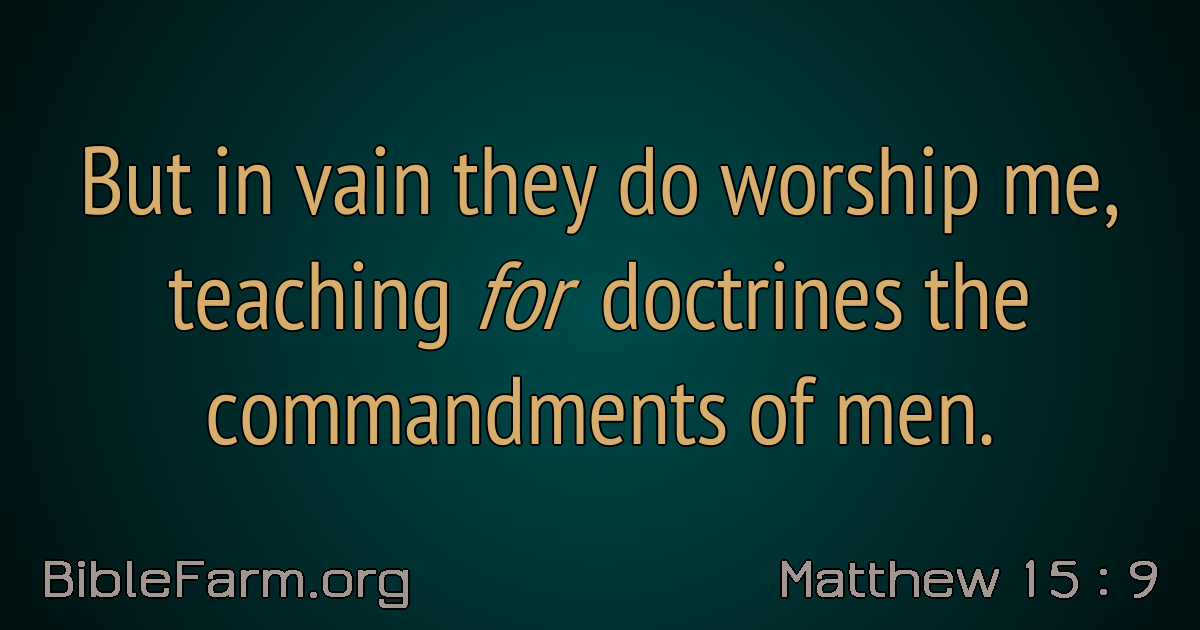 But in vain they do worship me,
teaching for doctrines the
commandments of men.
BibleFarm.org
Matthew 15 : 9